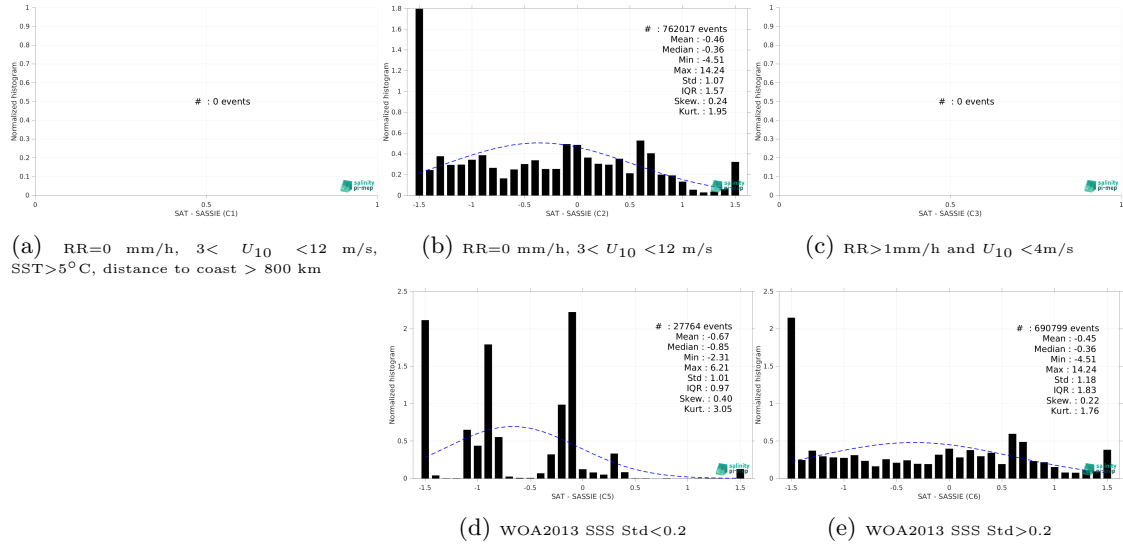 1
0.9
0.8
0.7
0.6
0.5
0.4
0.3
0.2
0.1
0
Normalized histogram
# : 0 events
0 0.5 1
SAT - SASSIE (C1)
salinity
pi-mep
1.8
1.6
1.4
1.2
1
0.8
0.6
0.4
0.2
0
Normalized histogram
# : 762017 events
Mean : -0.46
Median : -0.36
Min : -4.51
Max : 14.24
Std : 1.07
IQR : 1.57
Skew. : 0.24
Kurt. : 1.95
-1.5 -1 -0.5 0 0.5 1 1.5
SAT - SASSIE (C2)
salinity
pi-mep
1
0.9
0.8
0.7
0.6
0.5
0.4
0.3
0.2
0.1
0
Normalized histogram
# : 0 events
0 0.5 1
SAT - SASSIE (C3)
salinity
pi-mep
(a) RR=0 mm/h, 3< U10 <12 m/s,
SST>5°C, distance to coast > 800 km
(b) RR=0 mm/h, 3< U10 <12 m/s
(c) RR>1mm/h and U10 <4m/s
2.5
2
1.5
1
0.5
0
Normalized histogram
# : 27764 events
Mean : -0.67
Median : -0.85
Min : -2.31
Max : 6.21
Std : 1.01
IQR : 0.97
Skew. : 0.40
Kurt. : 3.05
-1.5 -1 -0.5 0 0.5 1 1.5
SAT - SASSIE (C5)
salinity
pi-mep
2.5
2
1.5
1
0.5
0
Normalized histogram
# : 690799 events
Mean : -0.45
Median : -0.36
Min : -4.51
Max : 14.24
Std : 1.18
IQR : 1.83
Skew. : 0.22
Kurt. : 1.76
-1.5 -1 -0.5 0 0.5 1 1.5
SAT - SASSIE (C6)
salinity
pi-mep
(d) WOA2013 SSS Std<0.2
(e) WOA2013 SSS Std>0.2